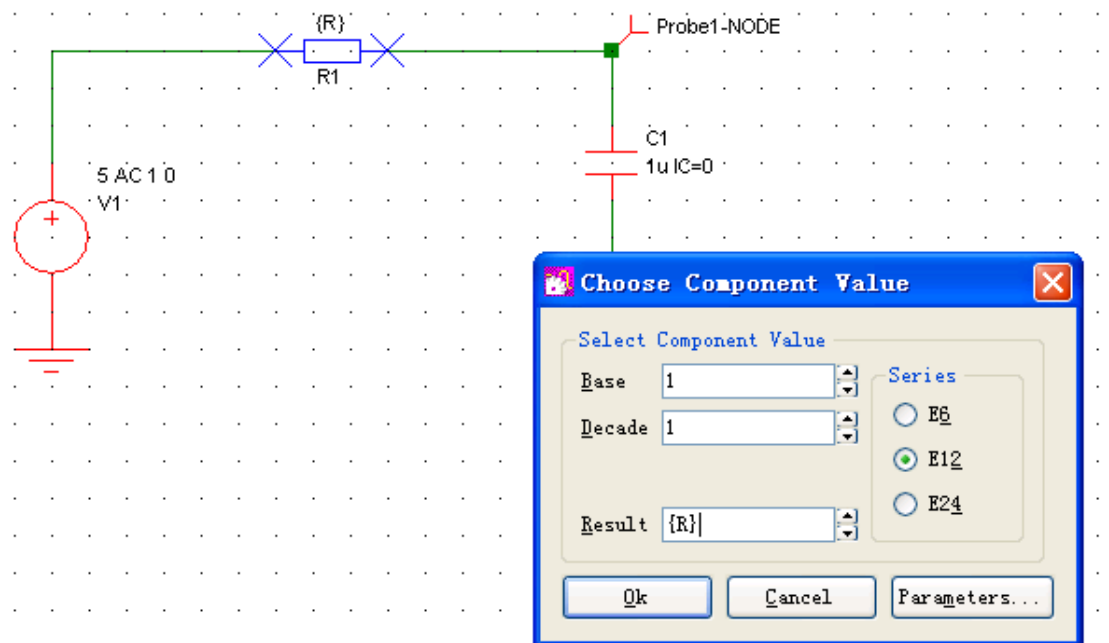 {R}
Probe1-NODE
R1
C1
1u IC=0
5 AC 1 0
V1
+
Choose Component Value
Select Component Value
Base 1
Decade 1
Result {R}
Series
E6
E12
E24
Ok Cancel Parameters...